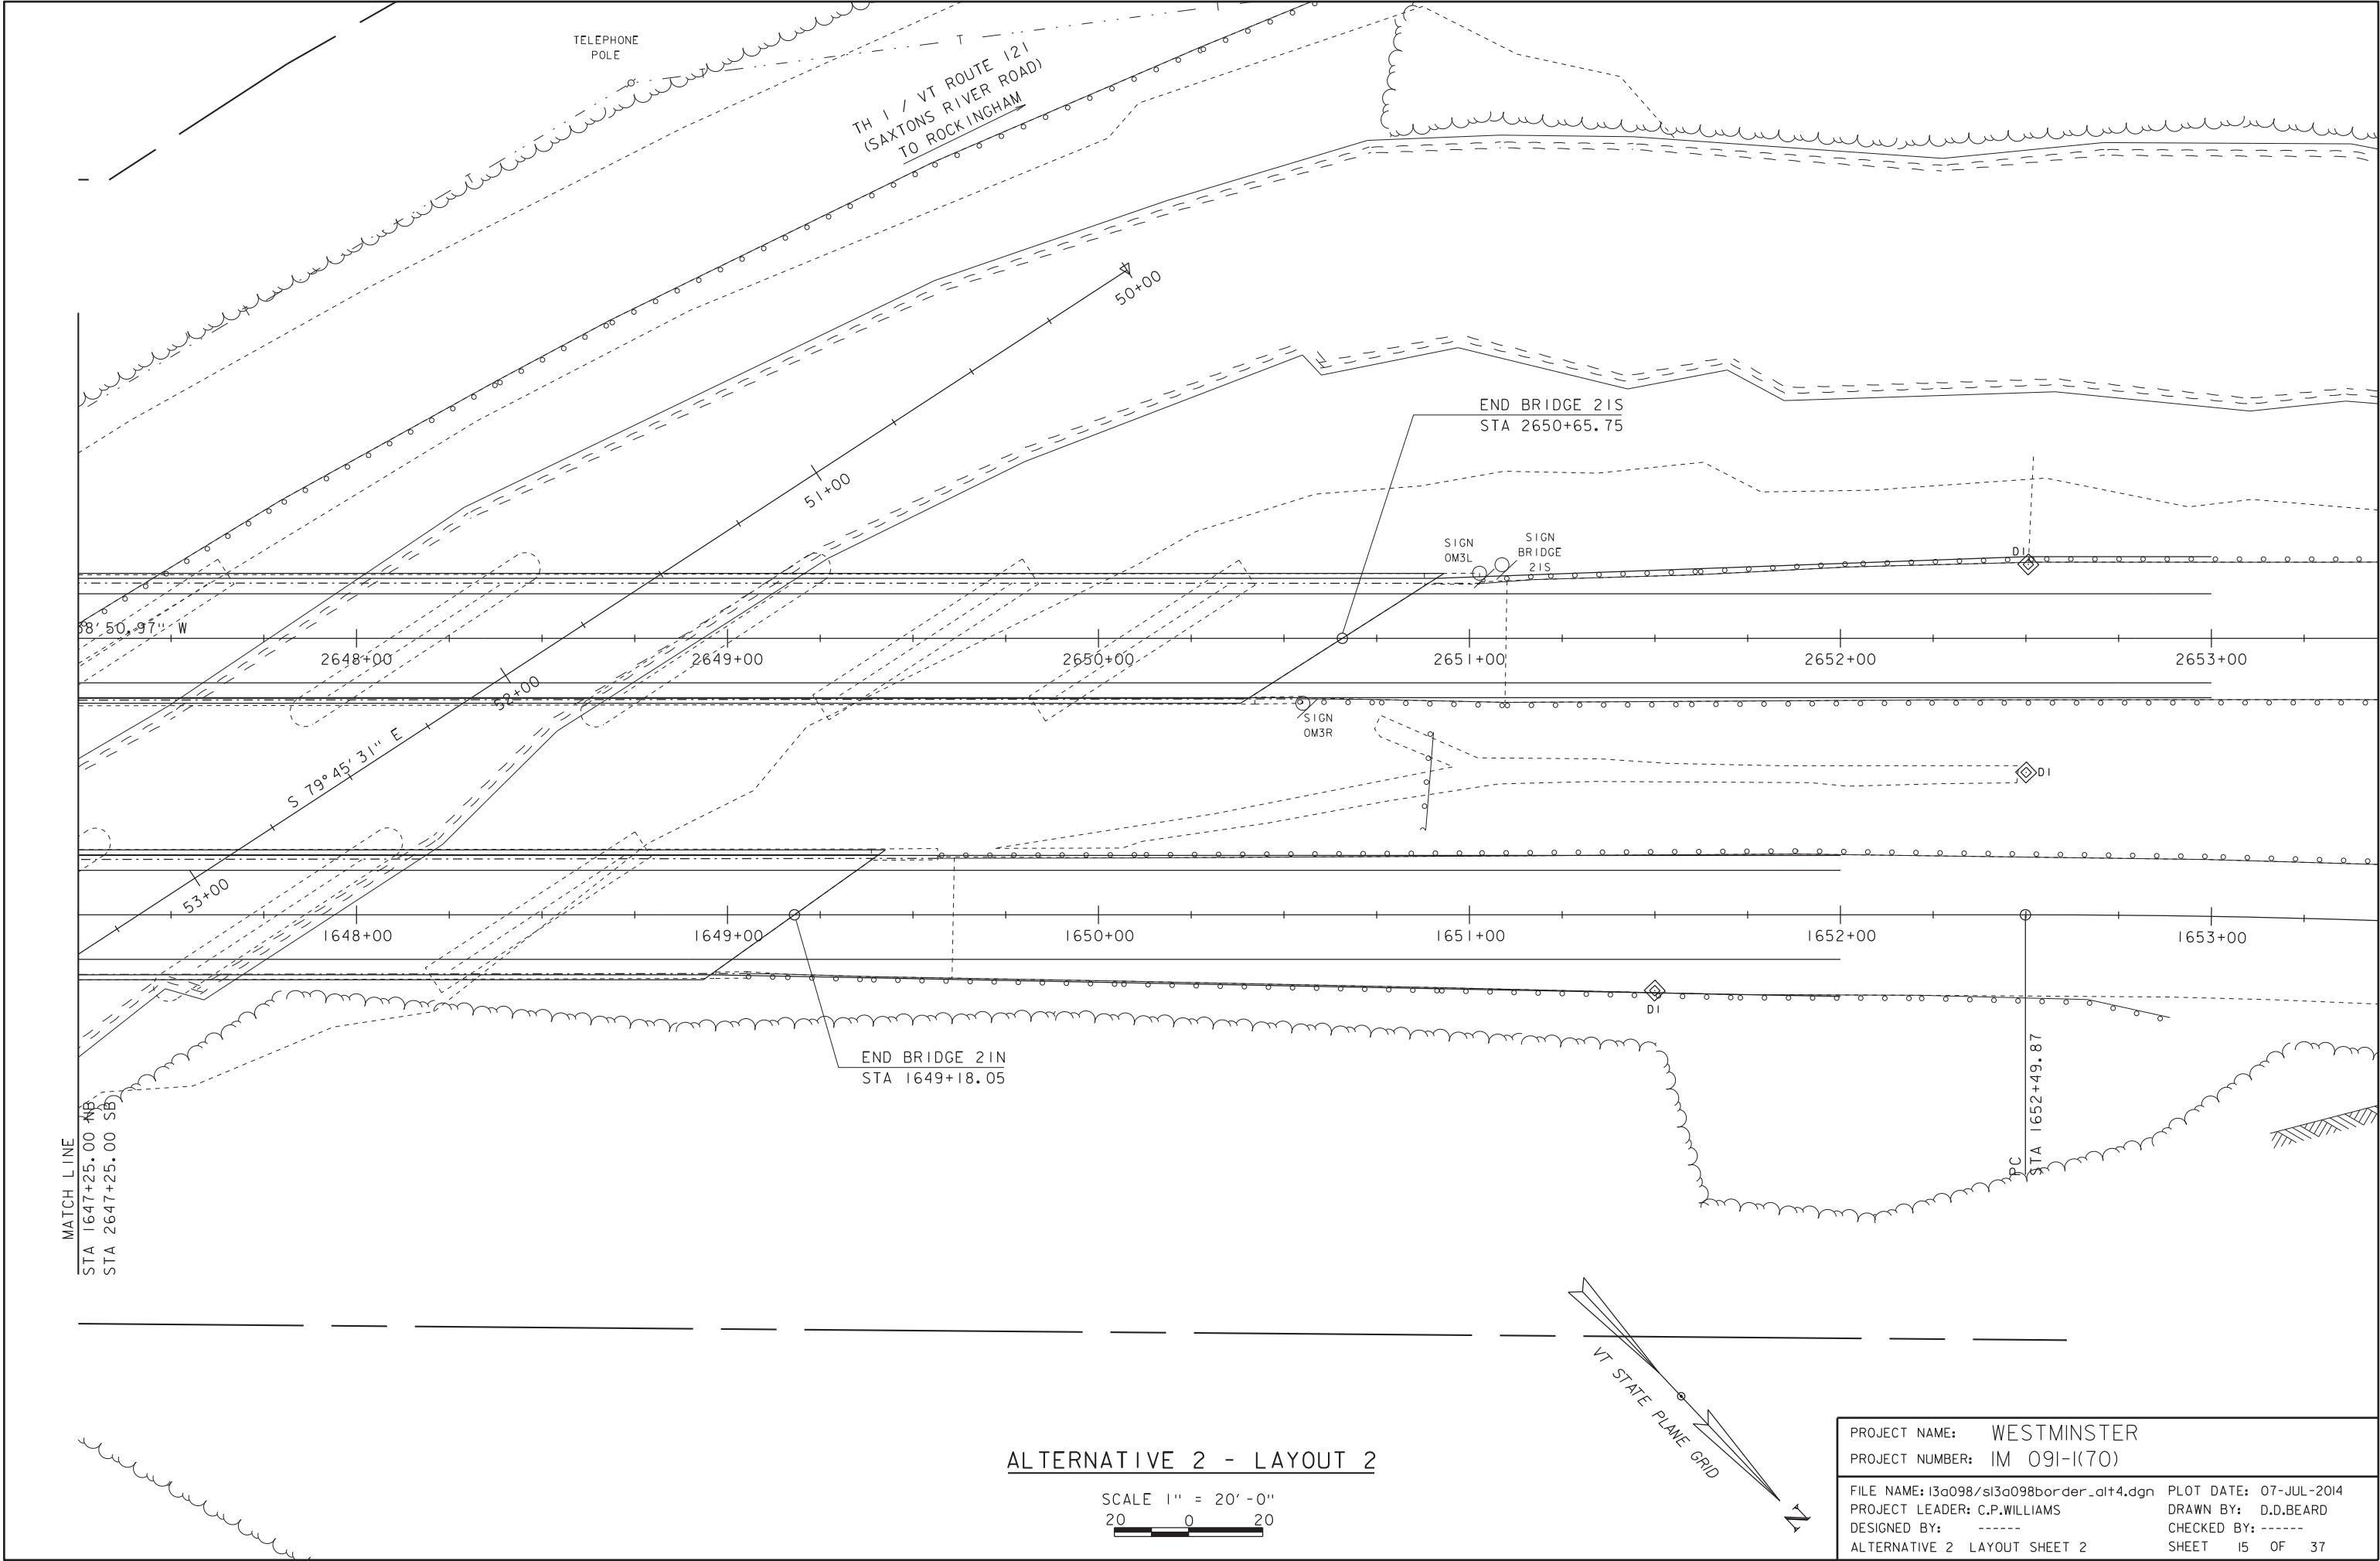 TELEPHONE
POLE
T
T
T
T
T
T
TH 1 / VT ROUTE 121
(SAXTONS RIVER ROAD)
TO ROCKINGHAM
50+00
51+00
52+00
53+00
S 79° 45' 31" E
END BRIDGE 21S
STA 2650+65.75
SIGN
OM3L
SIGN
BRIDGE
21S
DI
38' 50.97" W
2648+00
2649+00
2650+00
2651+00
2652+00
2653+00
SIGN
OM3R
DI
1648+00
1649+00
1650+00
1651+00
1652+00
1653+00
DI
END BRIDGE 21N
STA 1649+18.05
PC
STA 1652+49.87
MATCH LINE
STA 1647+25.00 NB
STA 2647+25.00 SB
VT STATE PLANE GRID
N
ALTERNATIVE 2 - LAYOUT 2
SCALE 1" = 20'-0"
20 0 20
PROJECT NAME: WESTMINSTER
PROJECT NUMBER: IM 091-1(70)
FILE NAME: 13a098/s13a098border_alt4.dgn PLOT DATE: 07-JUL-2014
PROJECT LEADER: C.P.WILLIAMS DRAWN BY: D.D.BEARD
DESIGNED BY: ------ CHECKED BY: ------
ALTERNATIVE 2 LAYOUT SHEET 2 SHEET 15 OF 37